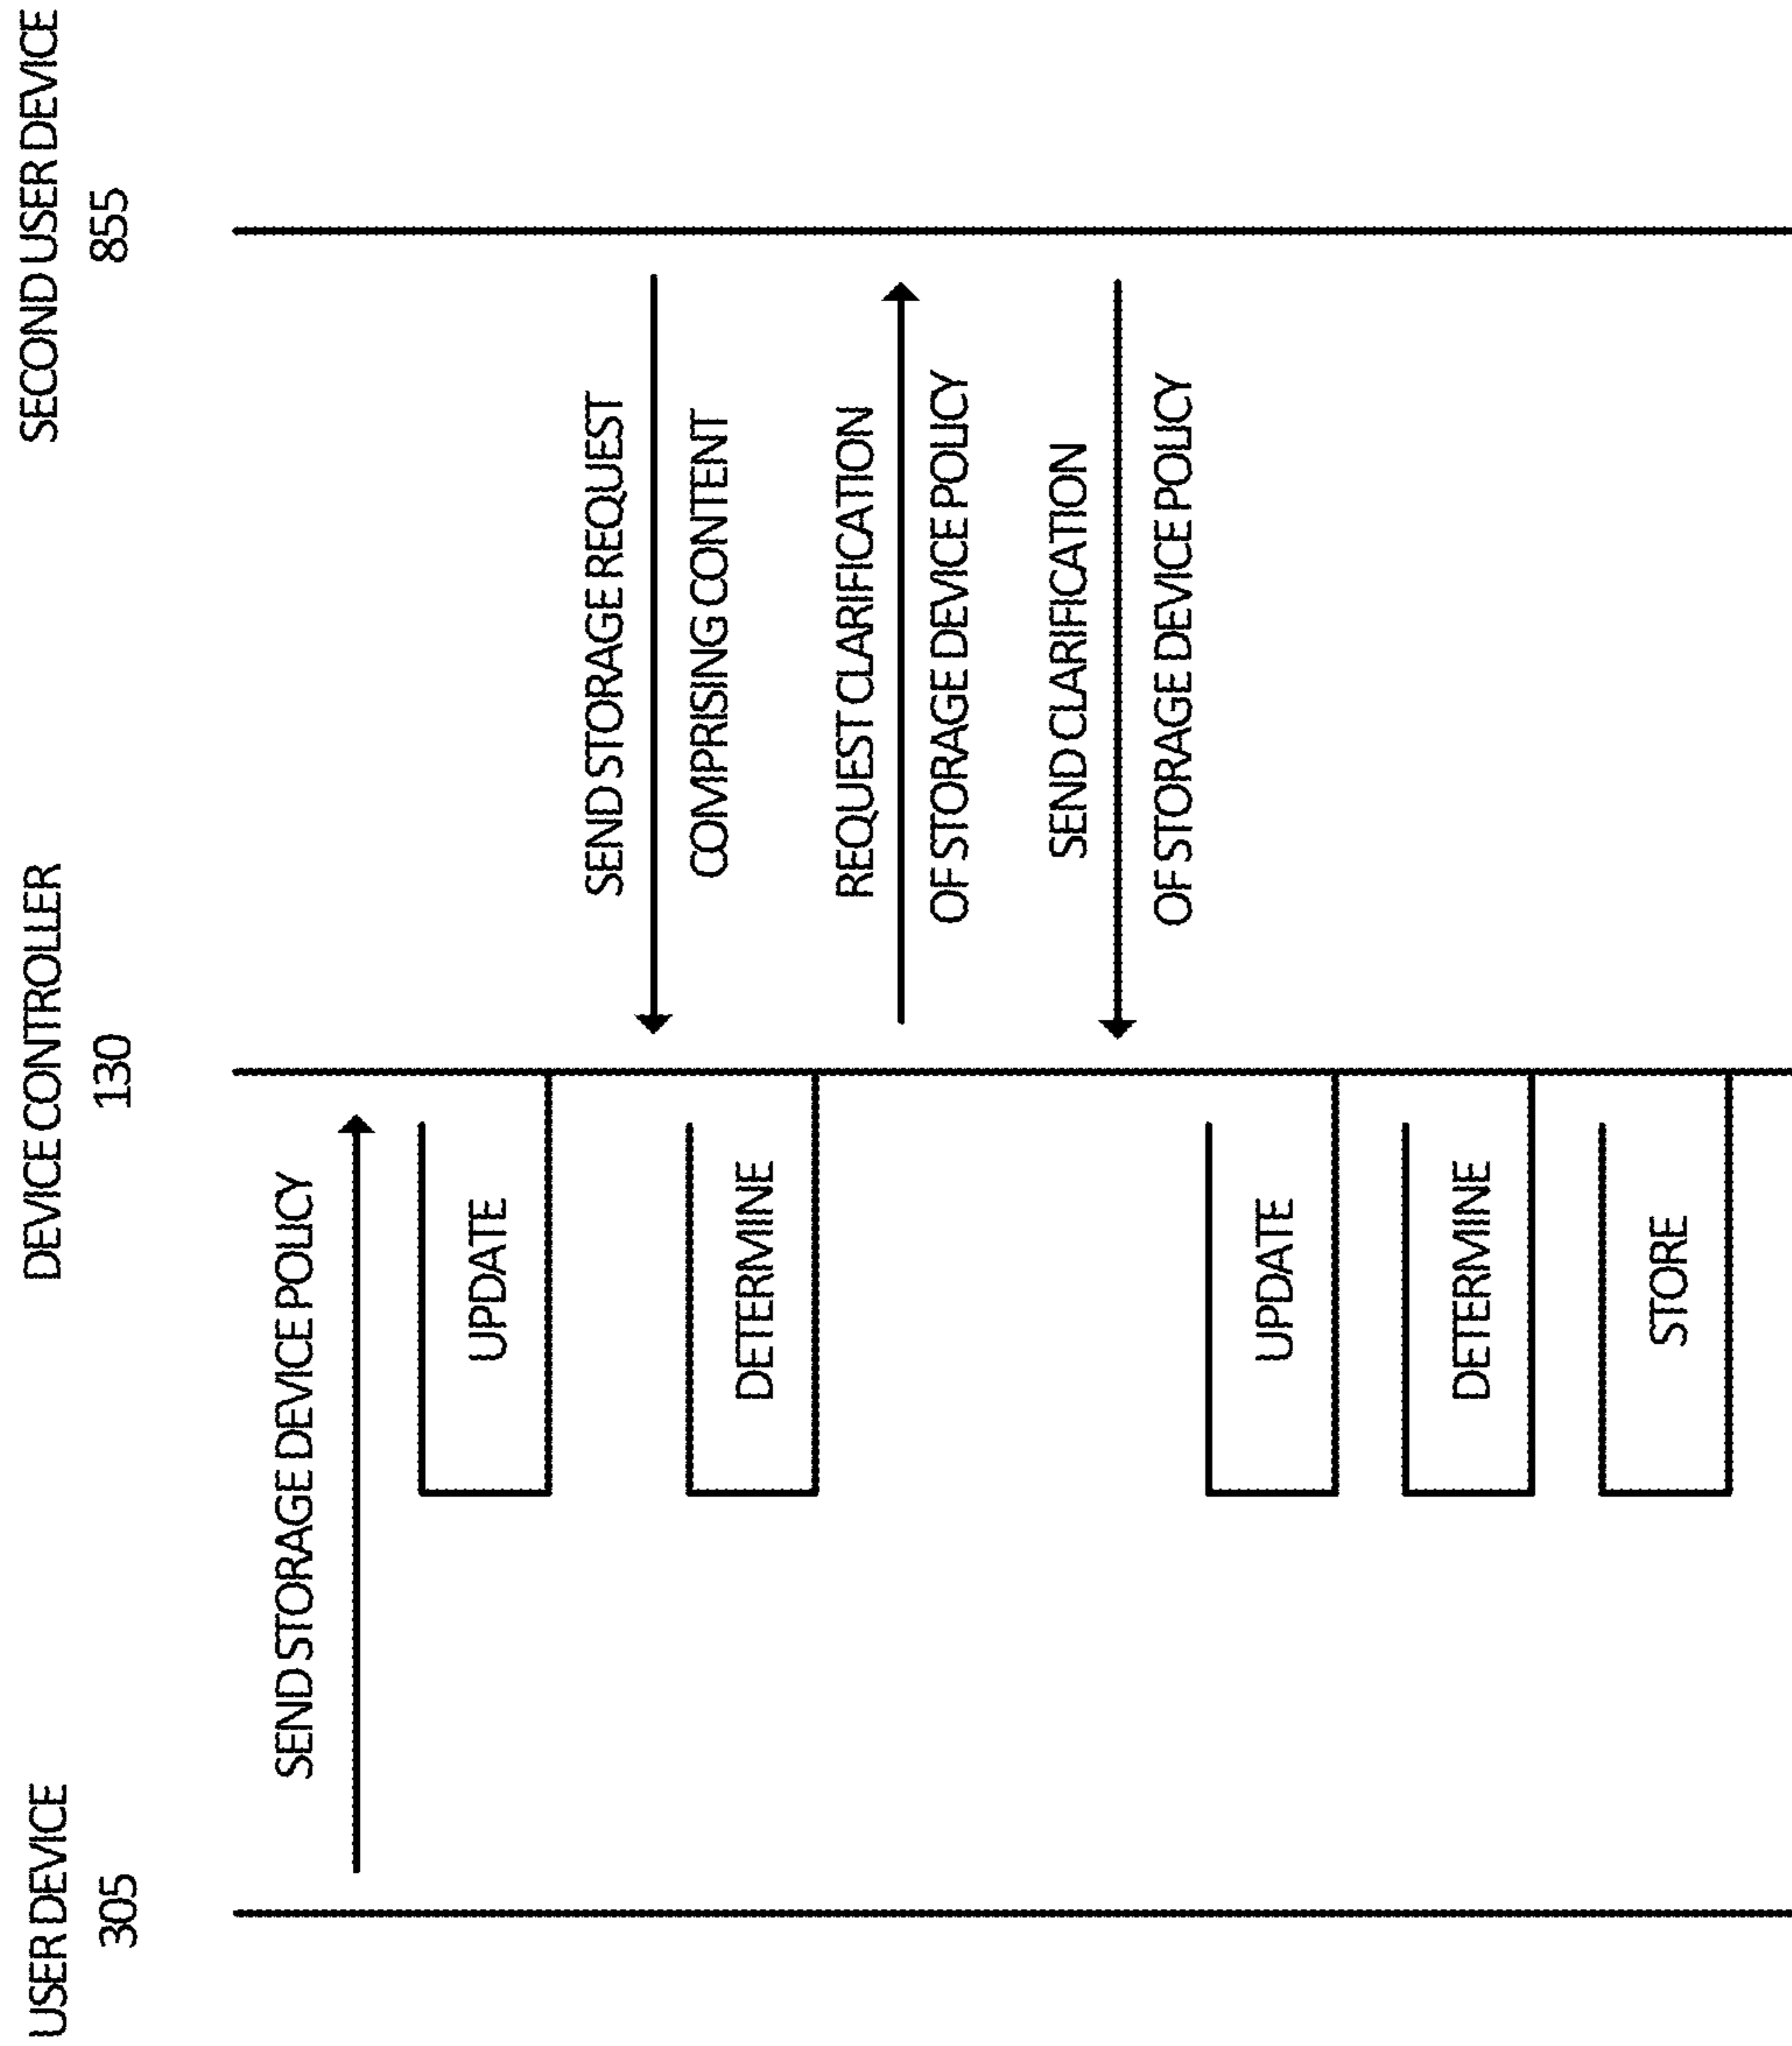 USER DEVICE
305
DEVICE CONTROLLER
130
SECOND USER DEVICE
855
SEND STORAGE DEVICE POLICY
UPDATE
SEND STORAGE REQUEST
COMPRISING CONTENT
DETERMINE
REQUEST CLARIFICATION
OF STORAGE DEVICE POLICY
SEND CLARIFICATION
OF STORAGE DEVICE POLICY
UPDATE
DETERMINE
STORE